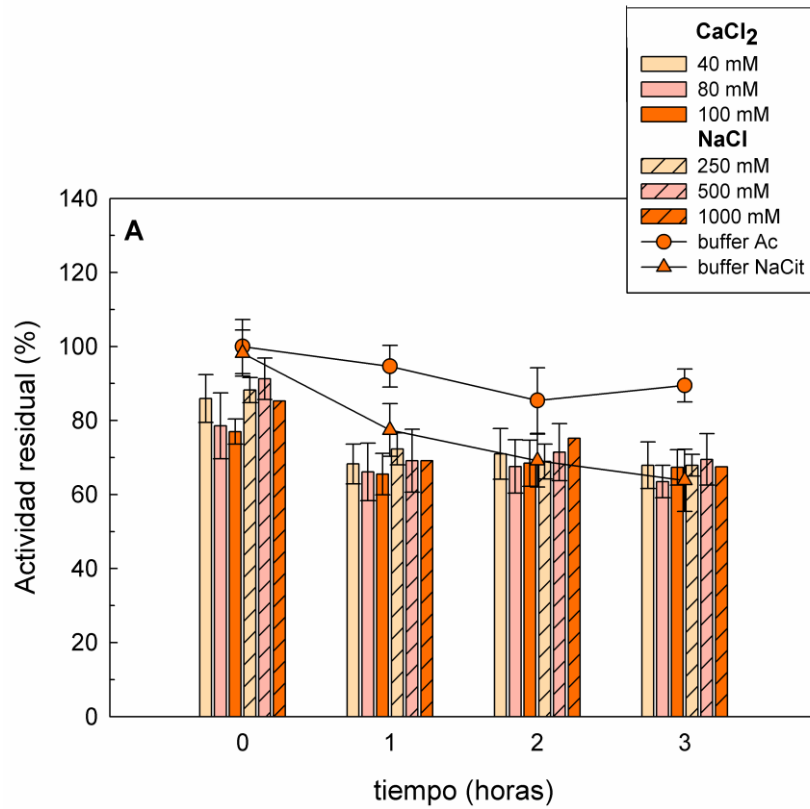 CaCl2
40 mM
80 mM
100 mM
NaCl
250 mM
500 mM
1000 mM
buffer Ac
buffer NaCit
A
Actividad residual (%)
140
120
100
80
60
40
20
0
0 1 2 3
tiempo (horas)